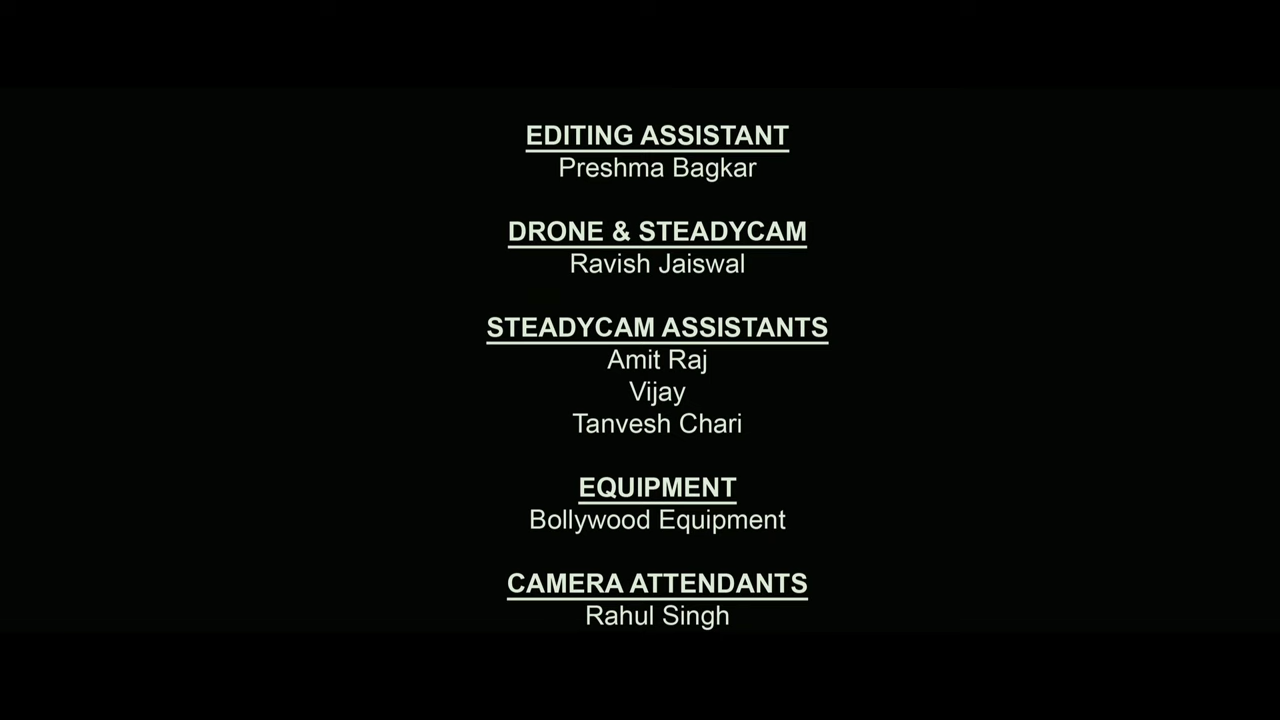 EDITING ASSISTANT
Preshma Bagkar
DRONE & STEADYCAM
Ravish Jaiswal
STEADYCAM ASSISTANTS
Amit Raj
Vijay
Tanvesh Chari
EQUIPMENT
Bollywood Equipment
CAMERA ATTENDANTS
Rahul Singh